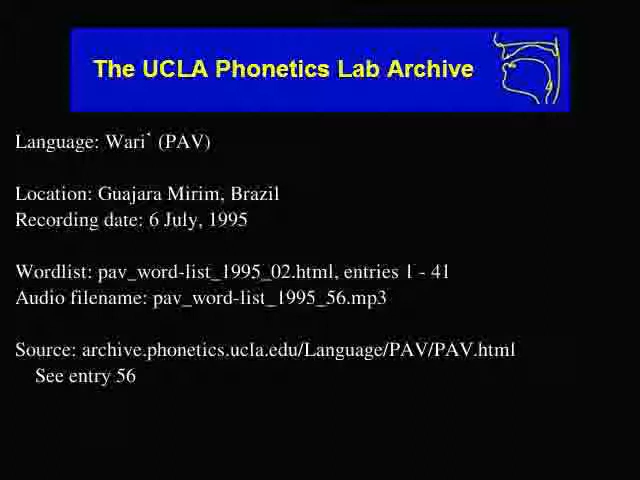 The UCLA Phonetics Lab Archive
Language: Wari` (PAV)
Location: Guajara Mirim, Brazil
Recording date: 6 July, 1995
Wordlist: pav_word-list_1995_02.html, entries 1 - 41
Audio filename: pav_word-list_1995_56.mp3
Source: archive.phonetics.ucla.edu/Language/PAV/PAV.html
See entry 56